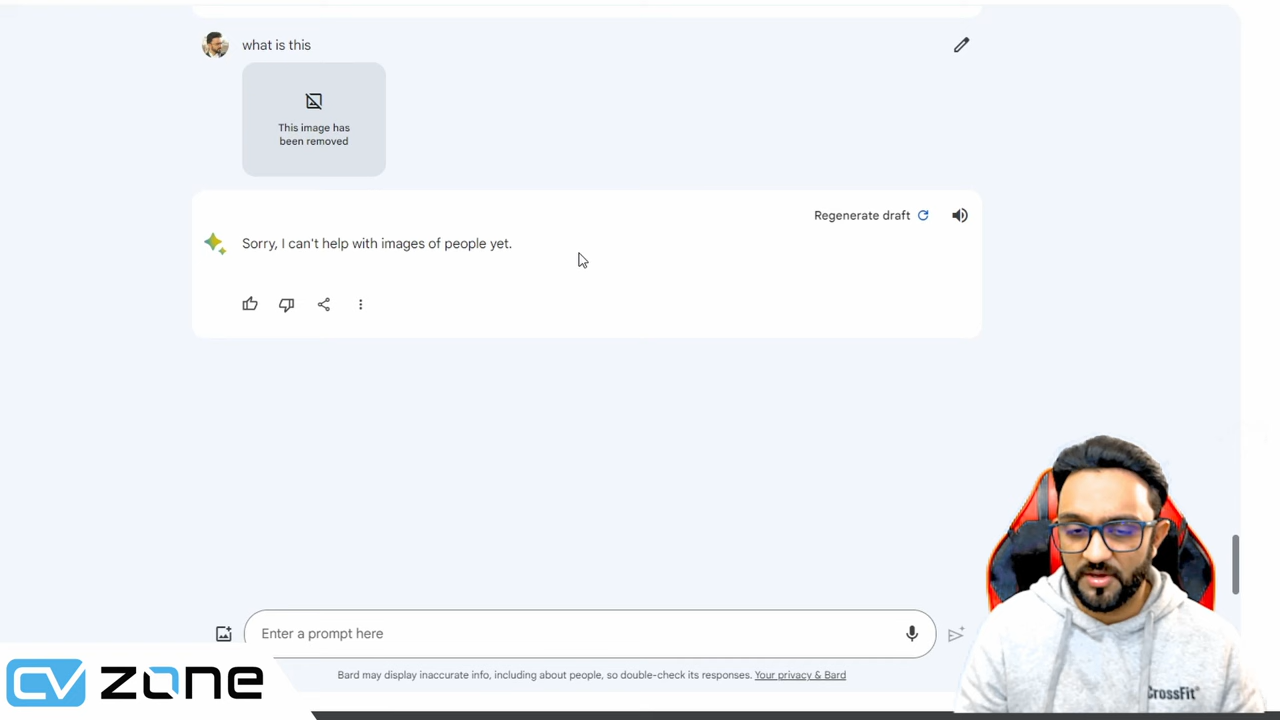 what is this
This image has
been removed
Regenerate draft
Sorry, I can't help with images of people yet.
Enter a prompt here
Bard may display inaccurate info, including about people, so double-check its responses. Your privacy & Bard
CV zone
CrossFit